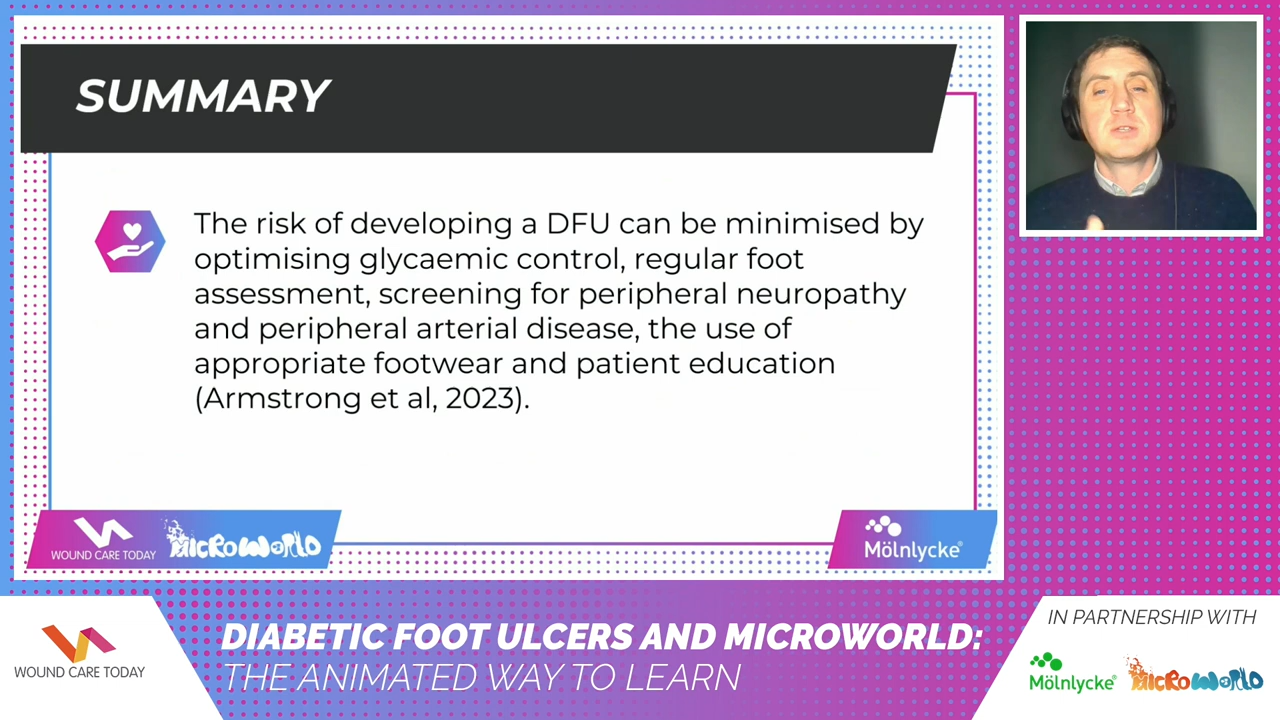 SUMMARY
The risk of developing a DFU can be minimised by
optimising glycaemic control, regular foot
assessment, screening for peripheral neuropathy
and peripheral arterial disease, the use of
appropriate footwear and patient education
(Armstrong et al, 2023).
WOUND CARE TODAY
MICROWORLD
Mölnlycke®
WOUND CARE TODAY
DIABETIC FOOT ULCERS AND MICROWORLD:
THE ANIMATED WAY TO LEARN
IN PARTNERSHIP WITH
Mölnlycke®
MICROWORLD